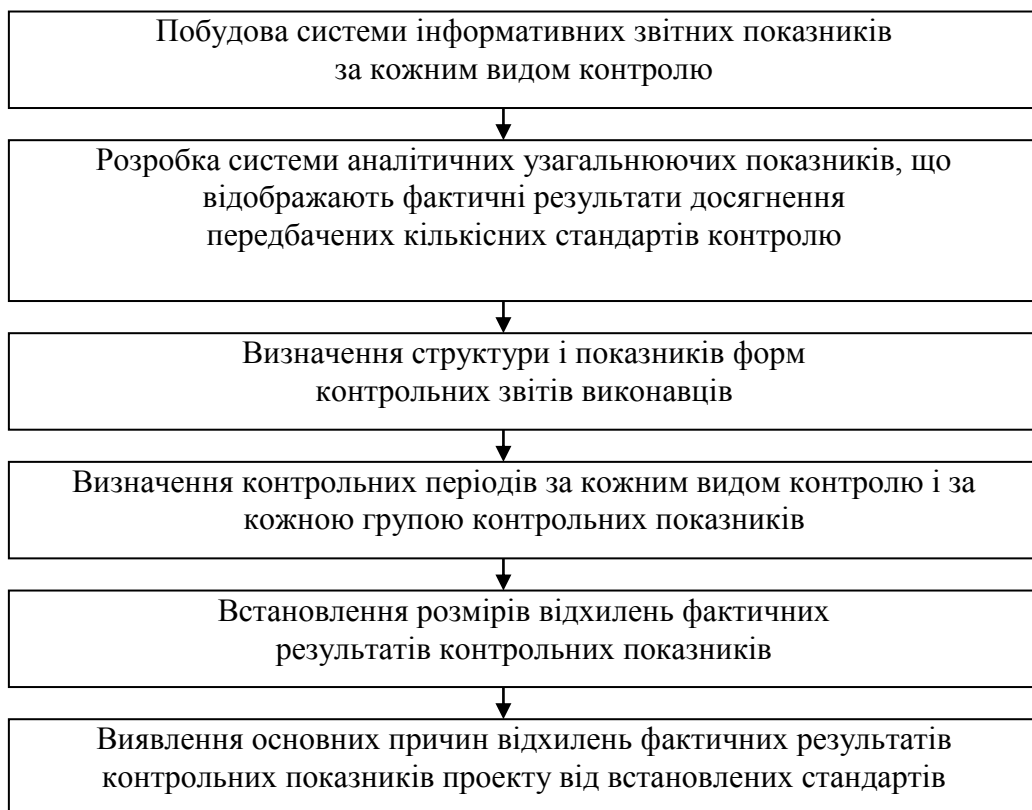 Побудова системи інформативних звітних показників
за кожним видом контролю
Розробка системи аналітичних узагальнюючих показників, що
відображають фактичні результати досягнення
передбачених кількісних стандартів контролю
Визначення структури і показників форм
контрольних звітів виконавців
Визначення контрольних періодів за кожним видом контролю і за
кожною групою контрольних показників
Встановлення розмірів відхилень фактичних
результатів контрольних показників
Виявлення основних причин відхилень фактичних результатів
контрольних показників проекту від встановлених стандартів